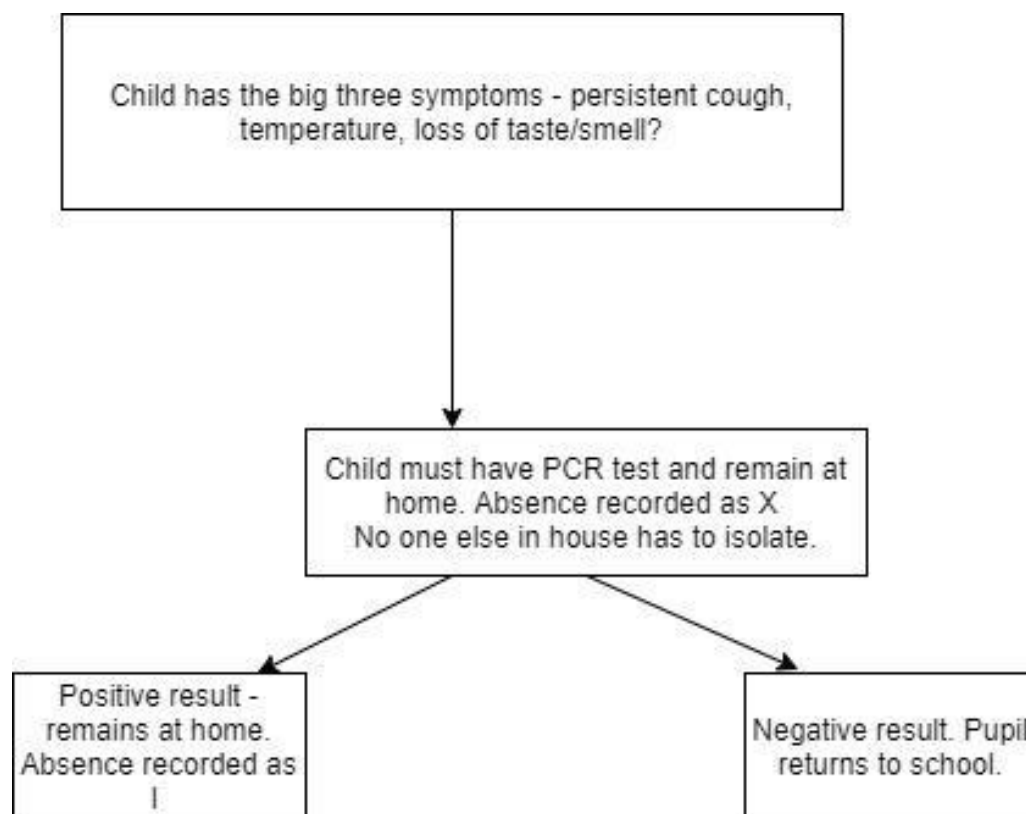 Child has the big three symptoms - persistent cough,
temperature, loss of taste/smell?
Child must have PCR test and remain at
home. Absence recorded as X
No one else in house has to isolate.
Positive result -
remains at home.
Absence recorded as
I
Negative result. Pupil
returns to school.